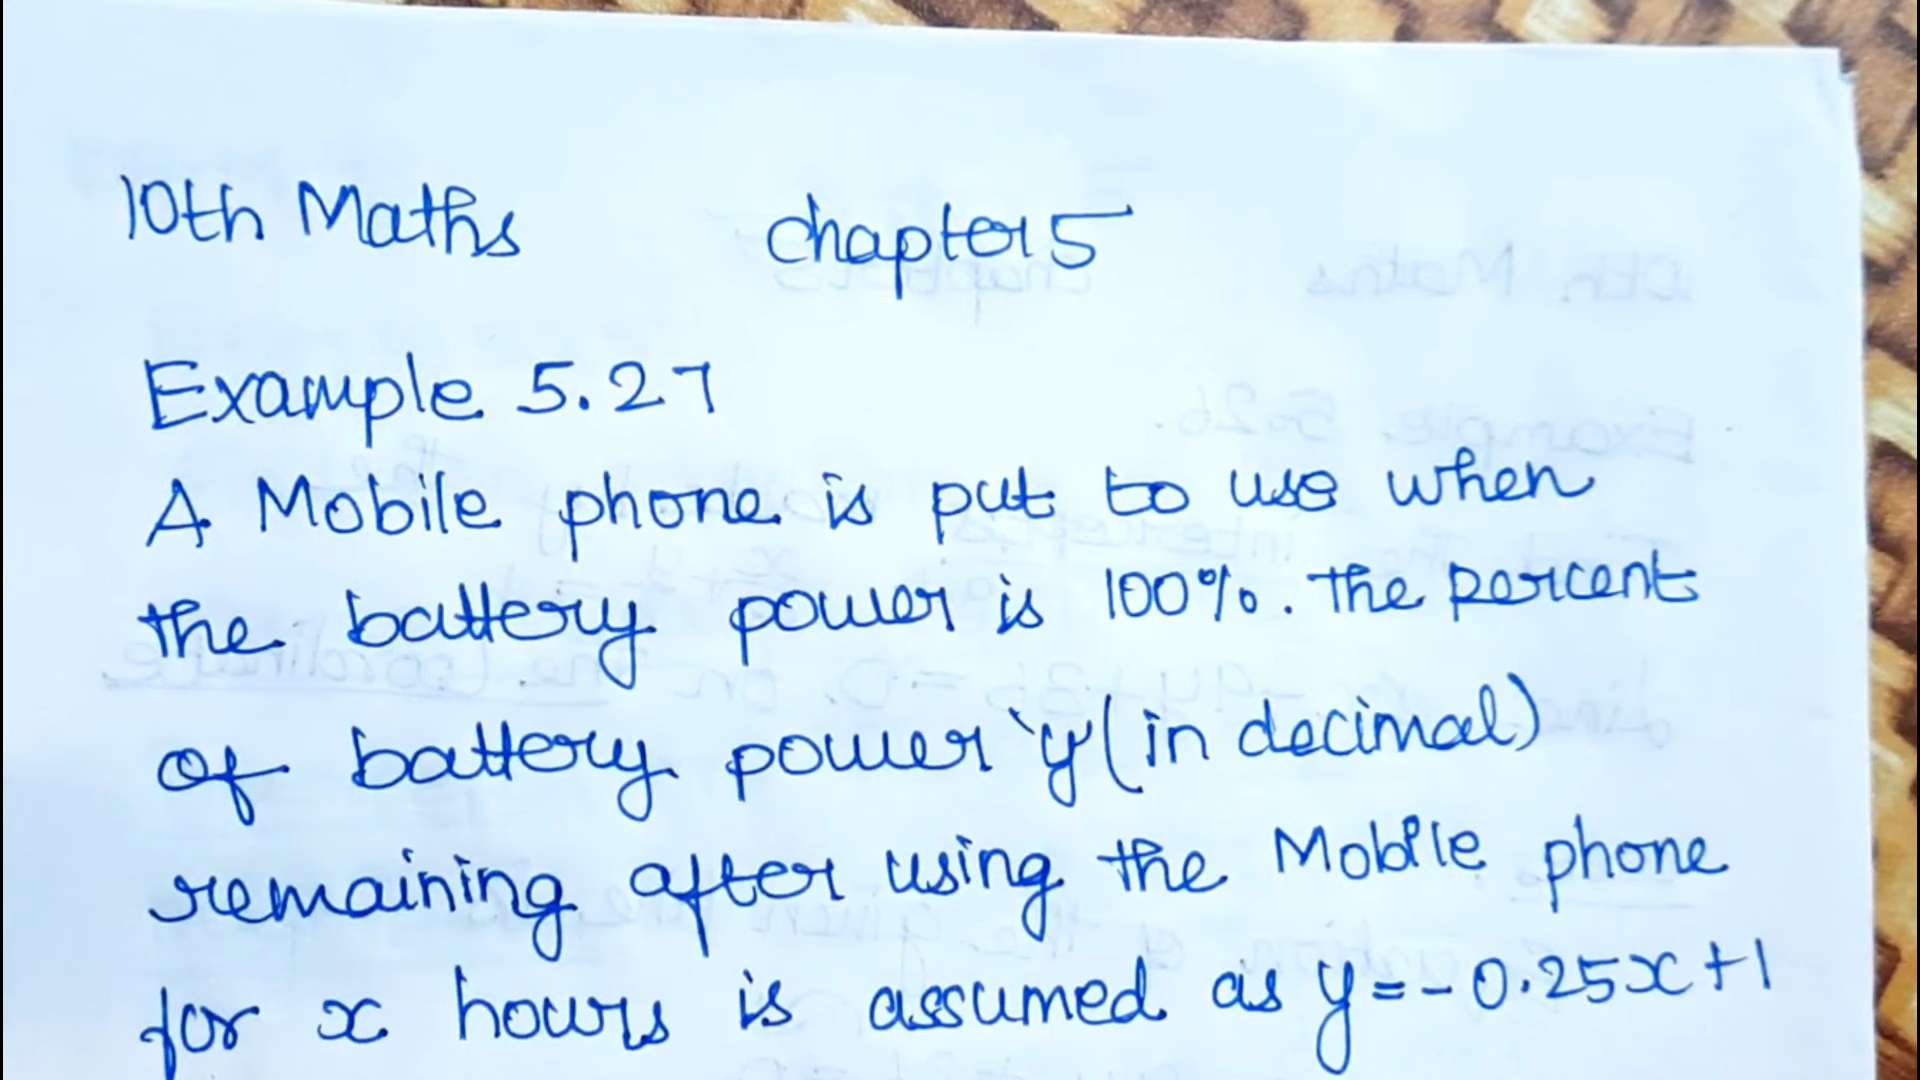 10th Maths chapter 5
Example 5.27
A Mobile phone is put to use when
the battery power is 100%. The percent
of battery power 'y' (in decimal)
remaining after using the Mobile phone
for x hours is assumed as y=-0.25x+1